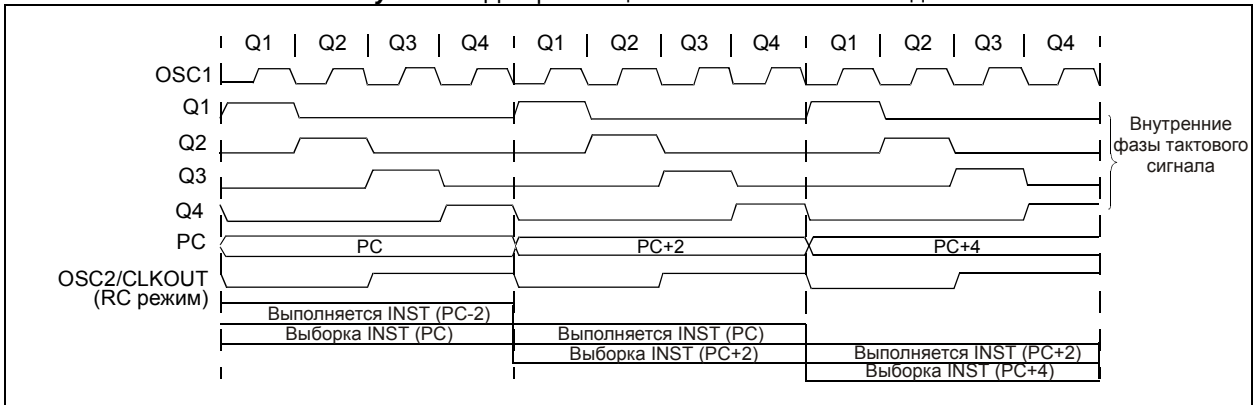 Q1 Q2 Q3 Q4 Q1 Q2 Q3 Q4 Q1 Q2 Q3 Q4
OSC1
Q1
Q2
Q3
Q4
Внутренние
фазы тактового
сигнала
PC PC PC+2 PC+4
OSC2/CLKOUT
(RC режим)
Выполняется INST (PC-2)
Выборка INST (PC) Выполняется INST (PC)
Выборка INST (PC+2) Выполняется INST (PC+2)
Выборка INST (PC+4)